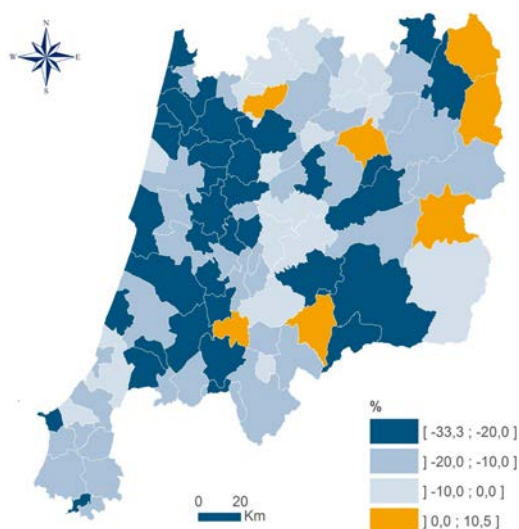 N
W E
S
%
[ -33,3 ; -20,0 ]
] -20,0 ; -10,0 ]
] -10,0 ; 0,0 ]
] 0,0 ; 10,5 ]
0 20
Km